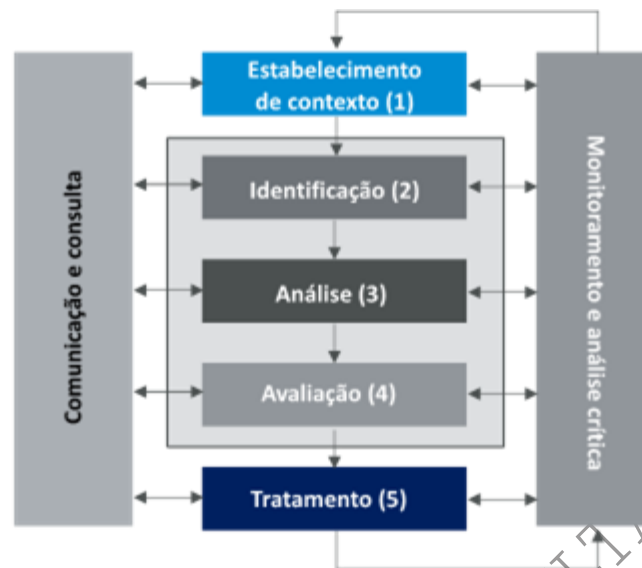 Comunicação e consulta
Estabelecimento
de contexto (1)
Identificação (2)
Análise (3)
Avaliação (4)
Tratamento (5)
Monitoramento e análise crítica